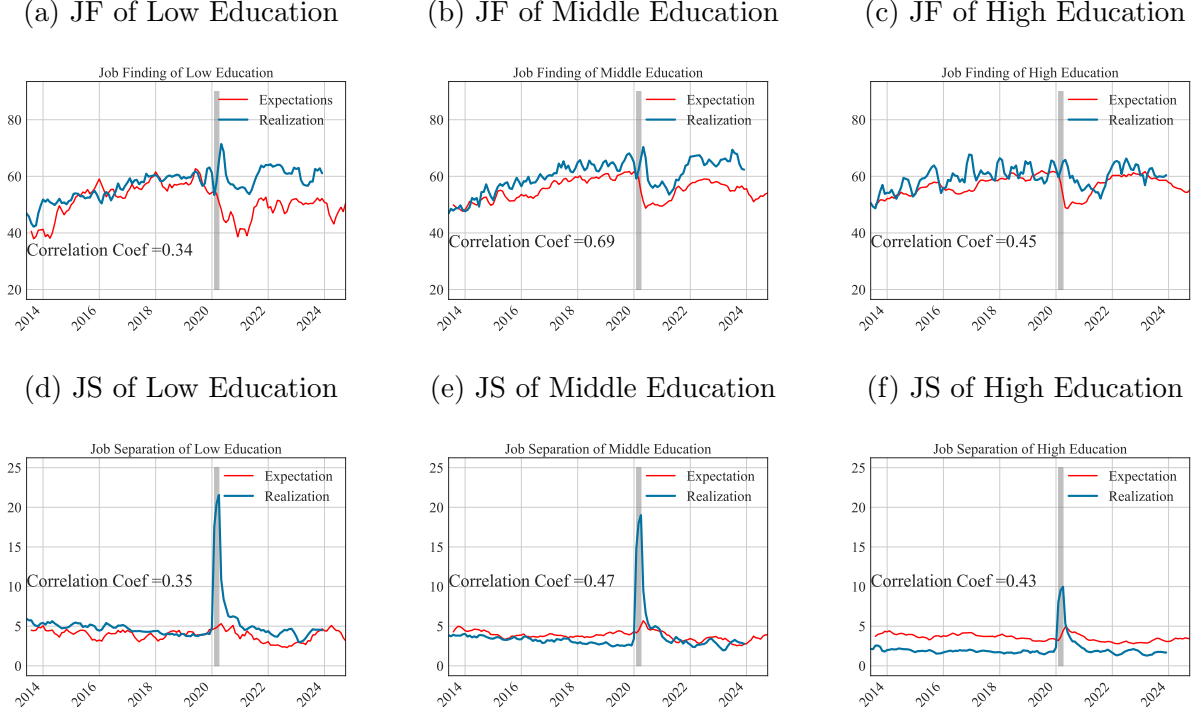 (a) JF of Low Education
(b) JF of Middle Education
(c) JF of High Education
Job Finding of Low Education
Expectations
Realization
80
60
40
20
Correlation Coef =0.34
2014
2016
2018
2020
2022
2024
Job Finding of Middle Education
Expectation
Realization
80
60
40
20
Correlation Coef =0.69
2014
2016
2018
2020
2022
2024
Job Finding of High Education
Expectation
Realization
80
60
40
20
Correlation Coef =0.45
2014
2016
2018
2020
2022
2024
(d) JS of Low Education
(e) JS of Middle Education
(f) JS of High Education
Job Separation of Low Education
Expectation
Realization
25
20
15
10
5
0
Correlation Coef =0.35
2014
2016
2018
2020
2022
2024
Job Separation of Middle Education
Expectation
Realization
25
20
15
10
5
0
Correlation Coef =0.47
2014
2016
2018
2020
2022
2024
Job Separation of High Education
Expectation
Realization
25
20
15
10
5
0
Correlation Coef =0.43
2014
2016
2018
2020
2022
2024